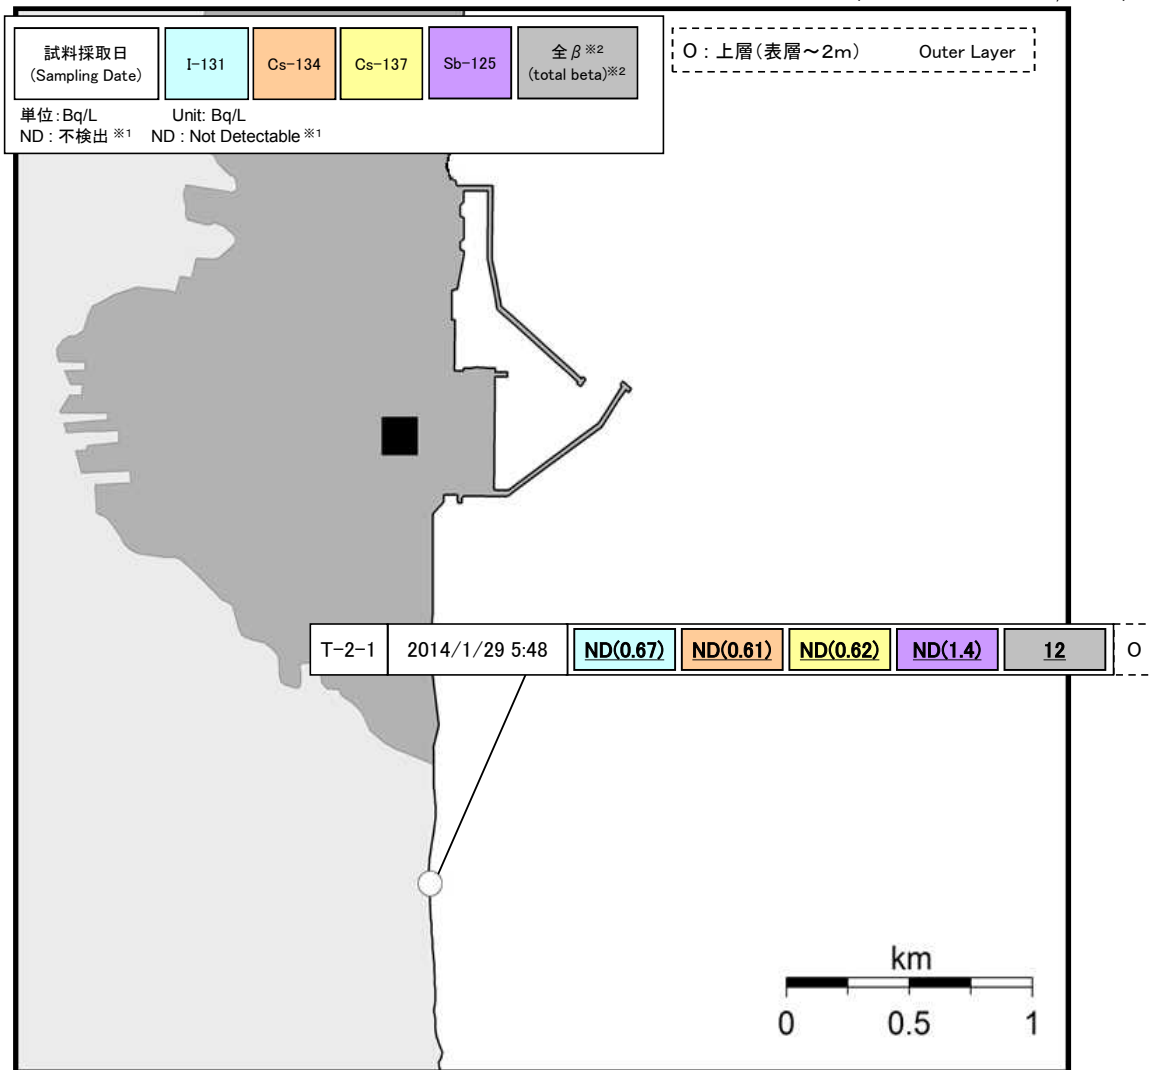 試料採取日
(Sampling Date)
I-131
Cs-134
Cs-137
Sb-125
全β※2
(total beta)※2
O : 上層(表層～2m) Outer Layer
単位:Bq/L Unit: Bq/L
ND : 不検出 ※1 ND : Not Detectable ※1
T-2-1 2014/1/29 5:48 ND(0.67) ND(0.61) ND(0.62) ND(1.4) 12 O
km
0 0.5 1